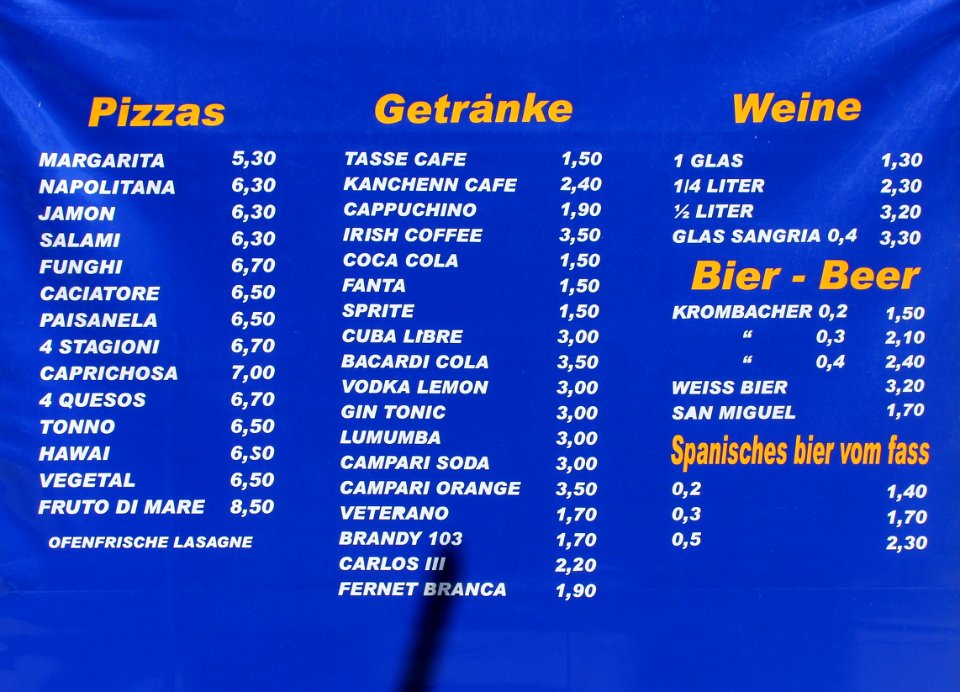 Pizzas
MARGARITA 5,30
NAPOLITANA 6,30
JAMON 6,30
SALAMI 6,30
FUNGHI 6,70
CACIATORE 6,50
PAISANELA 6,50
4 STAGIONI 6,70
CAPRICHOSA 7,00
4 QUESOS 6,70
TONNO 6,50
HAWAI 6,50
VEGETAL 6,50
FRUTO DI MARE 8,50
OFENFRISCHE LASAGNE
Getránke
TASSE CAFE 1,50
KANCHENN CAFE 2,40
CAPPUCHINO 1,90
IRISH COFFEE 3,50
COCA COLA 1,50
FANTA 1,50
SPRITE 1,50
CUBA LIBRE 3,00
BACARDI COLA 3,50
VODKA LEMON 3,00
GIN TONIC 3,00
LUMUMBA 3,00
CAMPARI SODA 3,00
CAMPARI ORANGE 3,50
VETERANO 1,70
BRANDY 103 1,70
CARLOS III 2,20
FERNET BRANCA 1,90
Weine
1 GLAS 1,30
1/4 LITER 2,30
½ LITER 3,20
GLAS SANGRIA 0,4 3,30
Bier - Beer
KROMBACHER 0,2 1,50
“ 0,3 2,10
“ 0,4 2,40
WEISS BIER 3,20
SAN MIGUEL 1,70
Spanisches bier vom fass
0,2 1,40
0,3 1,70
0,5 2,30